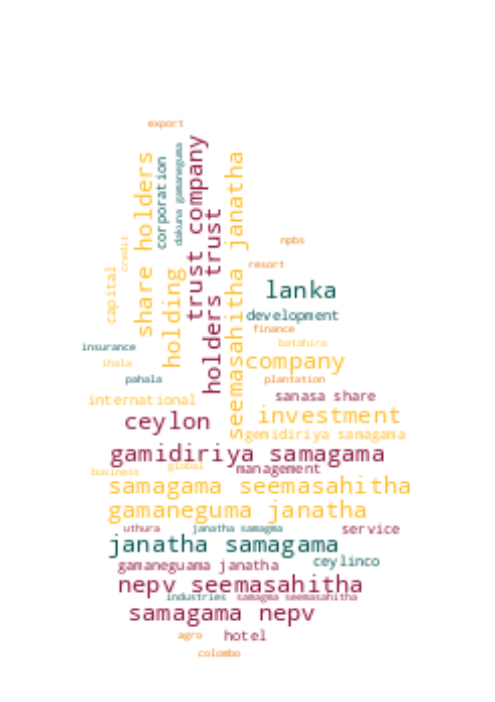 export
share holders
corporation
dakuna gamaneguma
trust company
holders trust
seemasahitha janatha
credit
capital
holding
npbs
resort
lanka
development
finance
insurance
batahira
ihala
company
pahala
plantation
international
sanasa share
ceylon
investment
gemidiriya samagama
gamidiriya samagama
business
global
management
samagama seemasahitha
gamaneguma janatha
uthura
janatha samagma
service
janatha samagama
gamaneguama janatha
ceylinco
nepv seemasahitha
industries
samagma seemasahitha
samagama nepv
agro
hotel
colombo